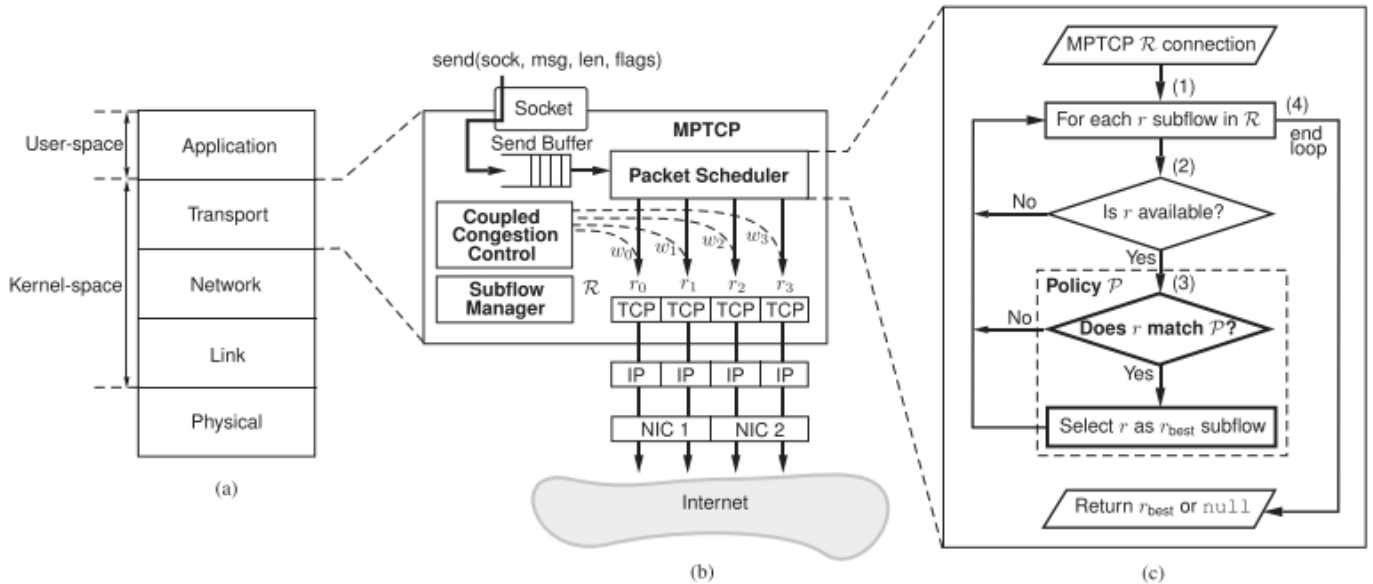 User-space
Kernel-space
Application
Transport
Network
Link
Physical
(a)
send(sock, msg, len, flags)
Socket
MPTCP
Send Buffer
Packet Scheduler
Coupled
Congestion
Control
w₀ w₁ w₂ w₃
Subflow
Manager
ℛ r₀ r₁ r₂ r₃
TCP TCP TCP TCP
IP IP IP IP
NIC 1 NIC 2
Internet
(b)
MPTCP ℛ connection
(1)
For each r subflow in ℛ
(4)
end
loop
(2)
No
Is r available?
Yes
Policy 𝒫 (3)
No
Does r match 𝒫?
Yes
Select r as r_best subflow
Return r_best or null
(c)